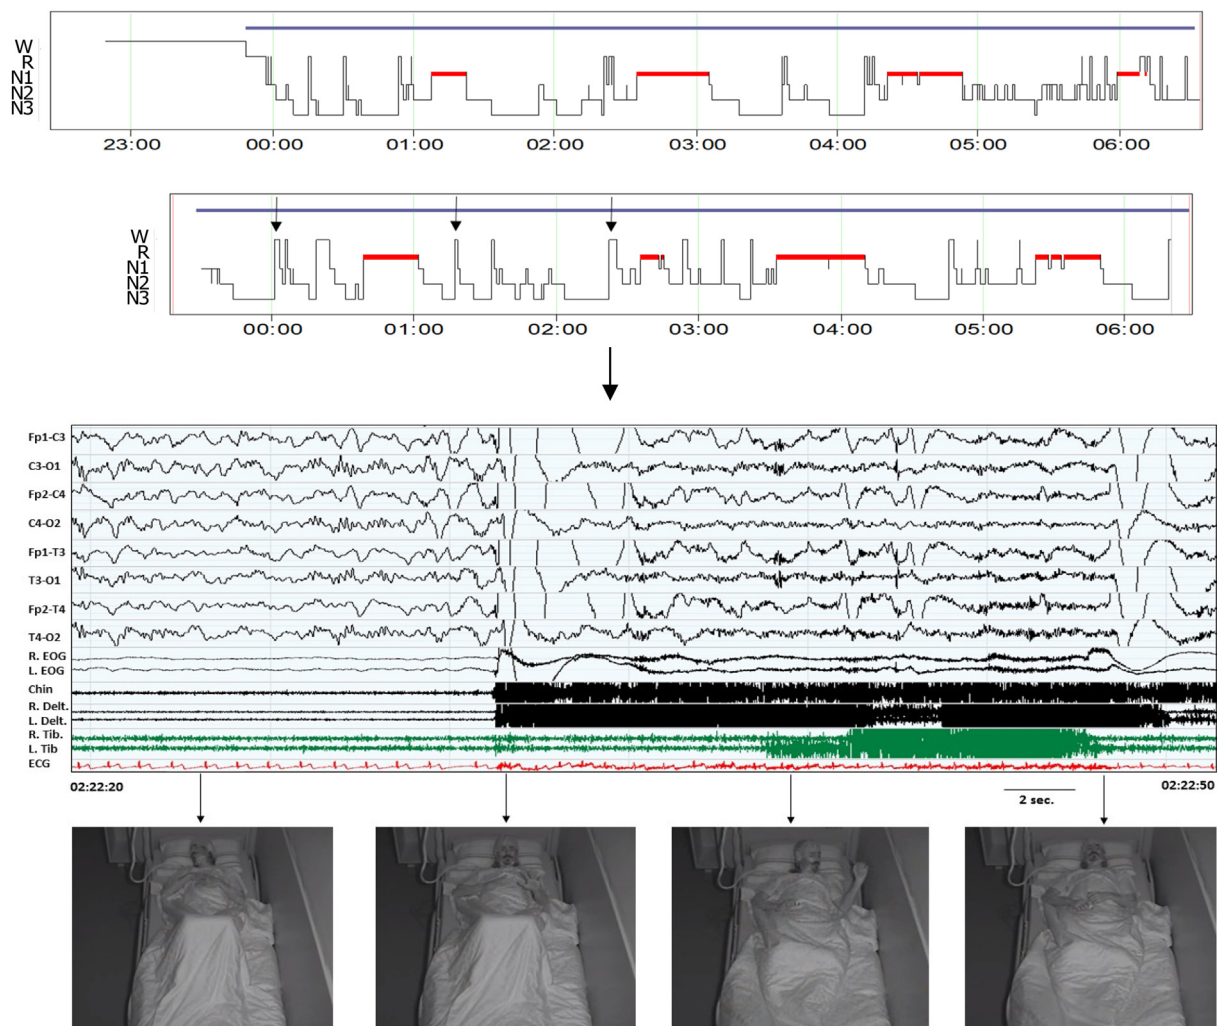 W
R
N1
N2
N3
23:00 00:00 01:00 02:00 03:00 04:00 05:00 06:00
W
R
N1
N2
N3
00:00 01:00 02:00 03:00 04:00 05:00 06:00
Fp1-C3
C3-O1
Fp2-C4
C4-O2
Fp1-T3
T3-O1
Fp2-T4
T4-O2
R. EOG
L. EOG
Chin
R. Delt.
L. Delt.
R. Tib.
L. Tib
ECG
02:22:20 02:22:50
2 sec.